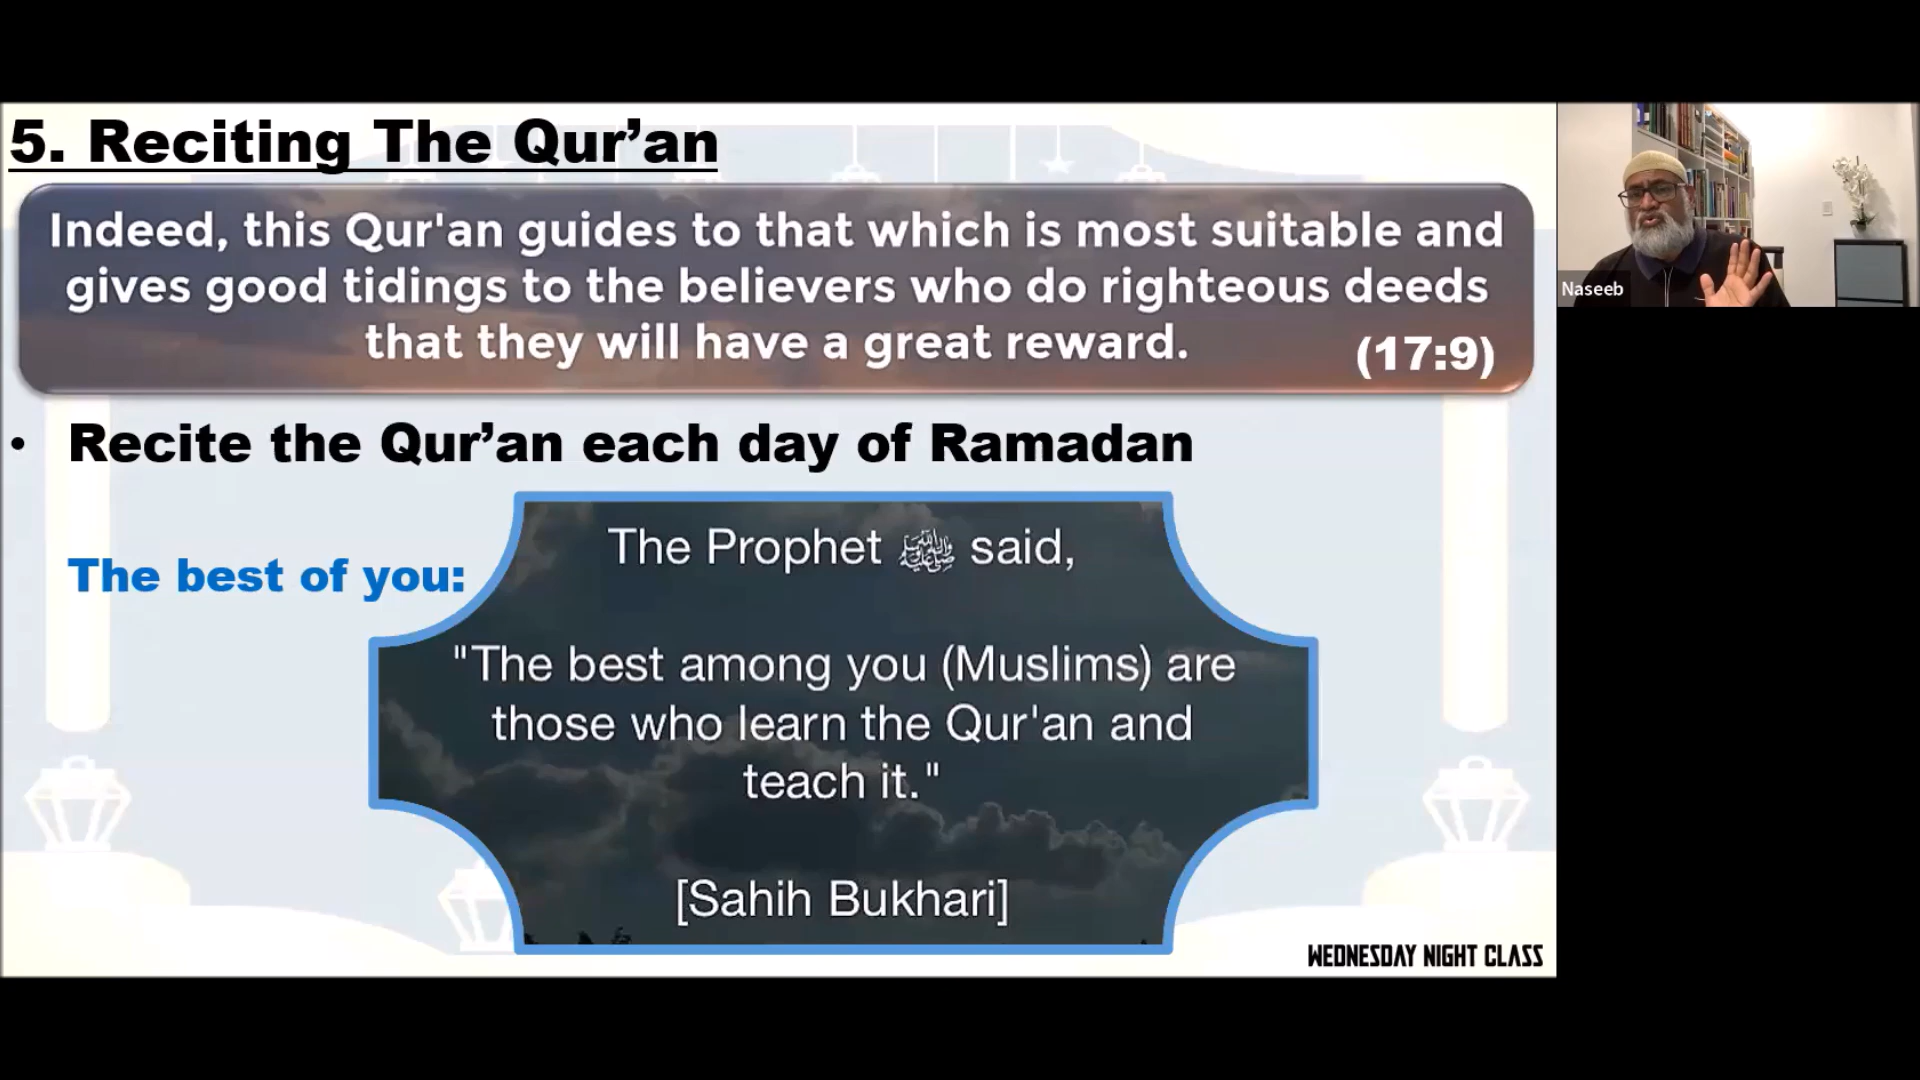 5. Reciting The Qur’an
Indeed, this Qur'an guides to that which is most suitable and
gives good tidings to the believers who do righteous deeds
that they will have a great reward.
(17:9)
• Recite the Qur’an each day of Ramadan
The best of you:
The Prophet ﷺ said,
"The best among you (Muslims) are
those who learn the Qur'an and
teach it."
[Sahih Bukhari]
WEDNESDAY NIGHT CLASS
Naseeb